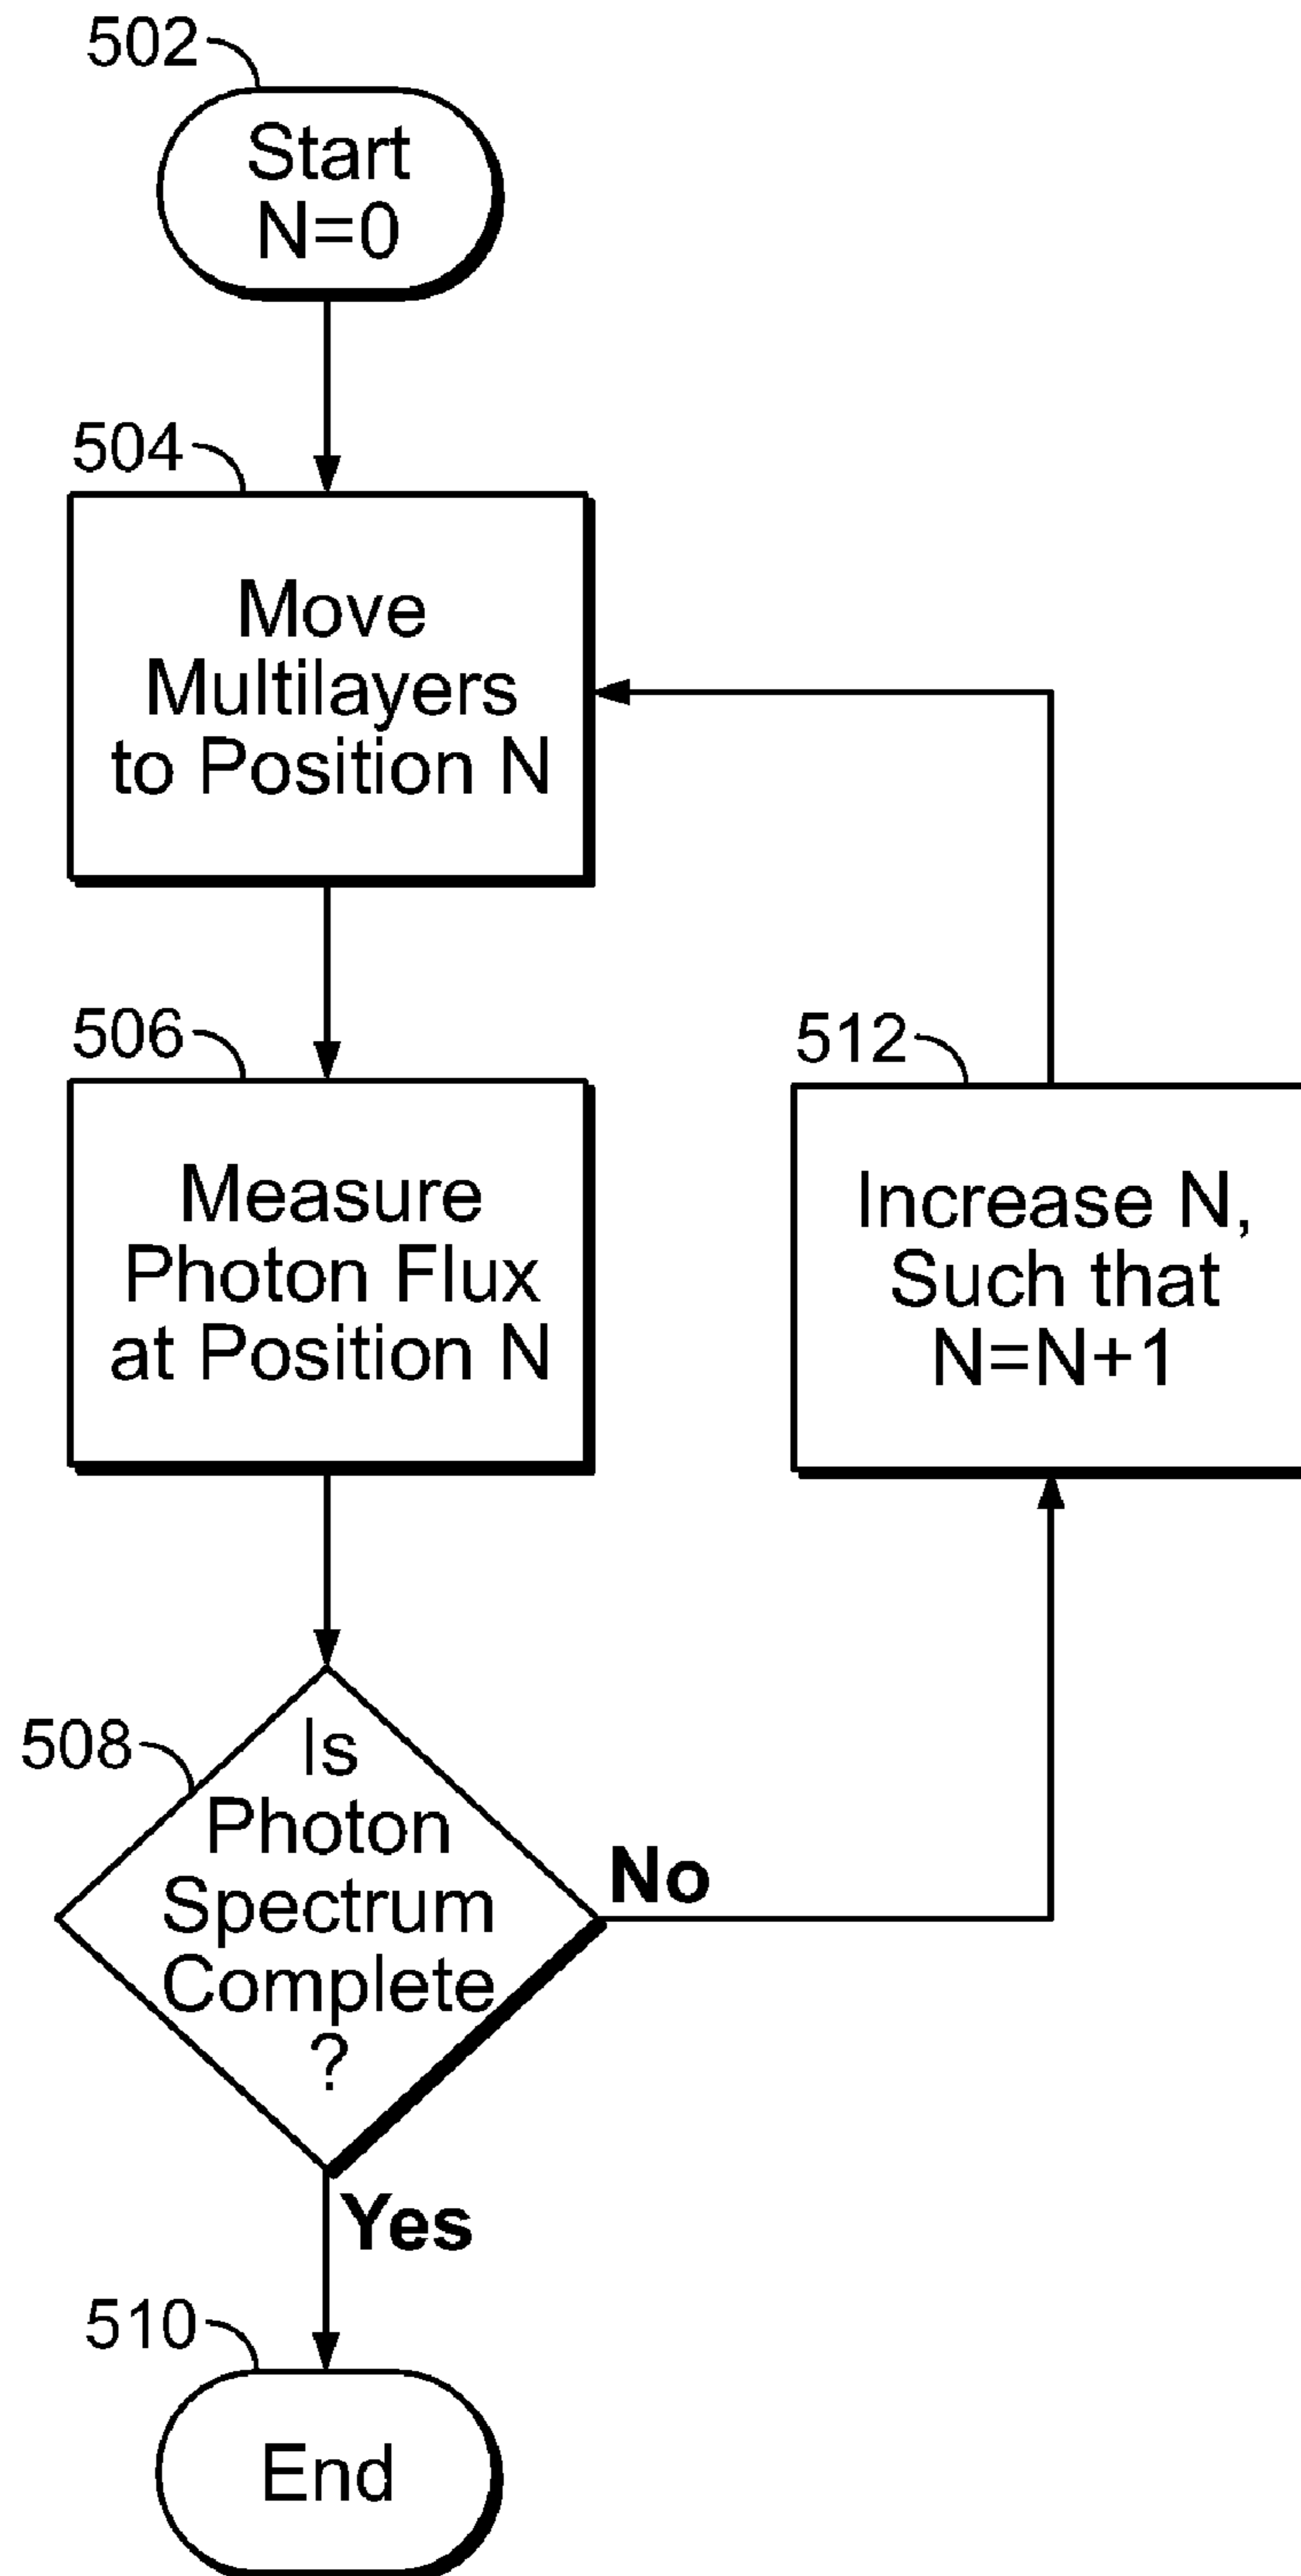 502
Start
N=0
504
Move
Multilayers
to Position N
506
Measure
Photon Flux
at Position N
512
Increase N,
Such that
N=N+1
508
Is
Photon
Spectrum
Complete
?
No
Yes
510
End